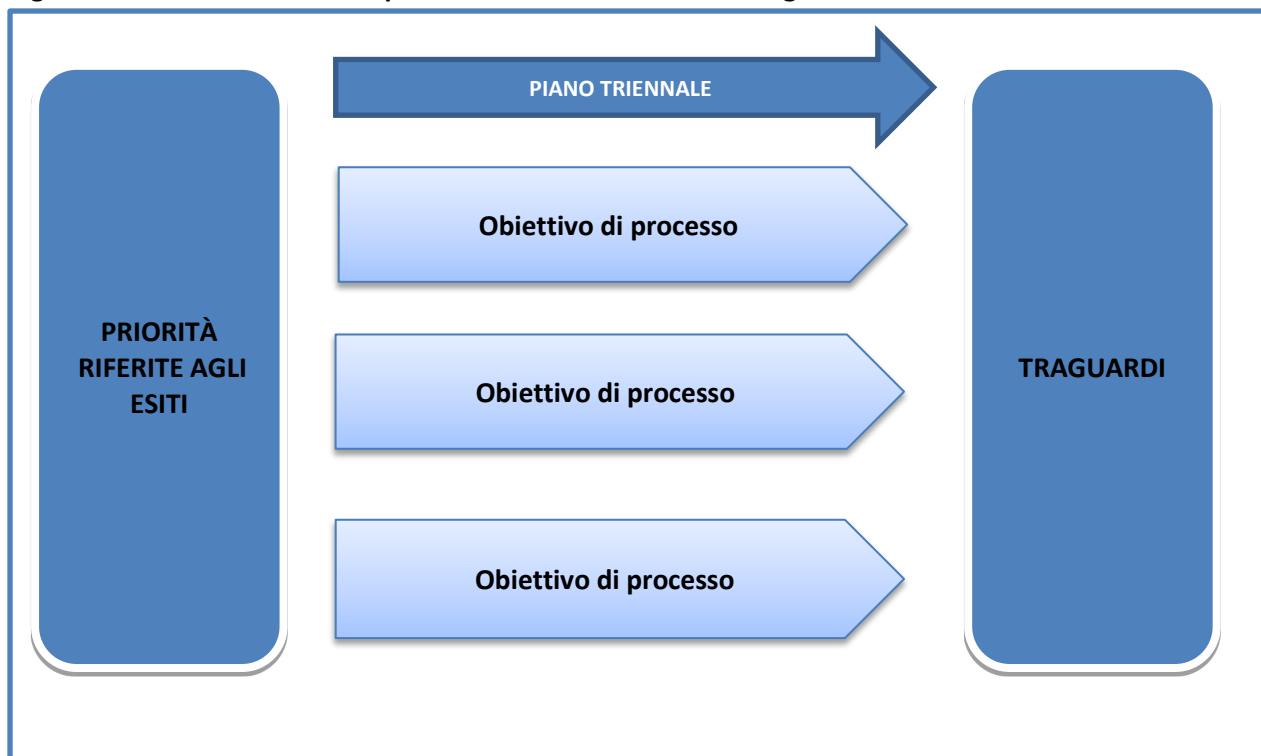 PIANO TRIENNALE
Obiettivo di processo
PRIORITÀ
RIFERITE AGLI
ESITI
Obiettivo di processo
TRAGUARDI
Obiettivo di processo